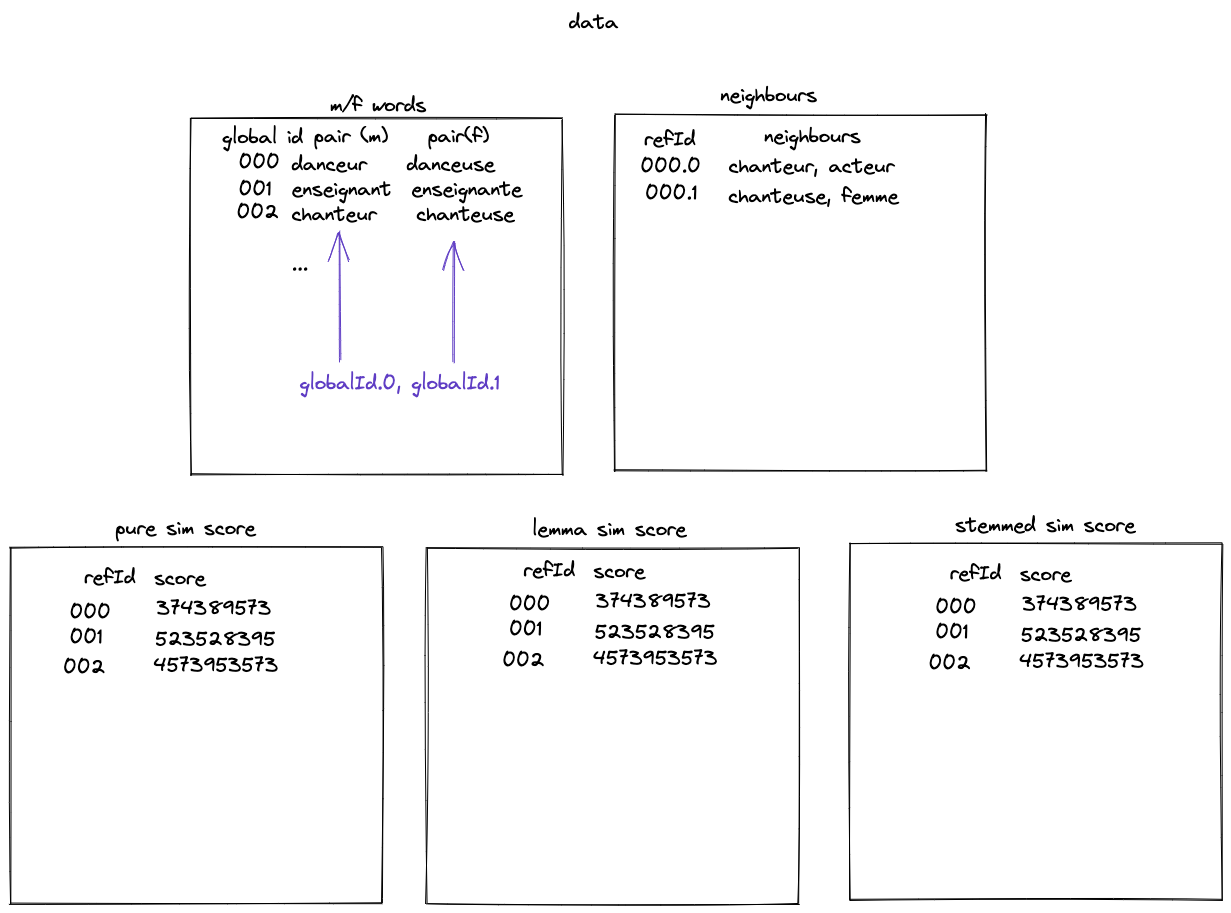 data
m/f words
global id pair (m) pair(f)
000 danceur danceuse
001 enseignant enseignante
002 chanteur chanteuse
...
globalId.0, globalId.1
neighbours
refId neighbours
000.0 chanteur, acteur
000.1 chanteuse, femme
pure sim score
refId score
000 374389573
001 523528395
002 4573953573
lemma sim score
refId score
000 374389573
001 523528395
002 4573953573
stemmed sim score
refId score
000 374389573
001 523528395
002 4573953573